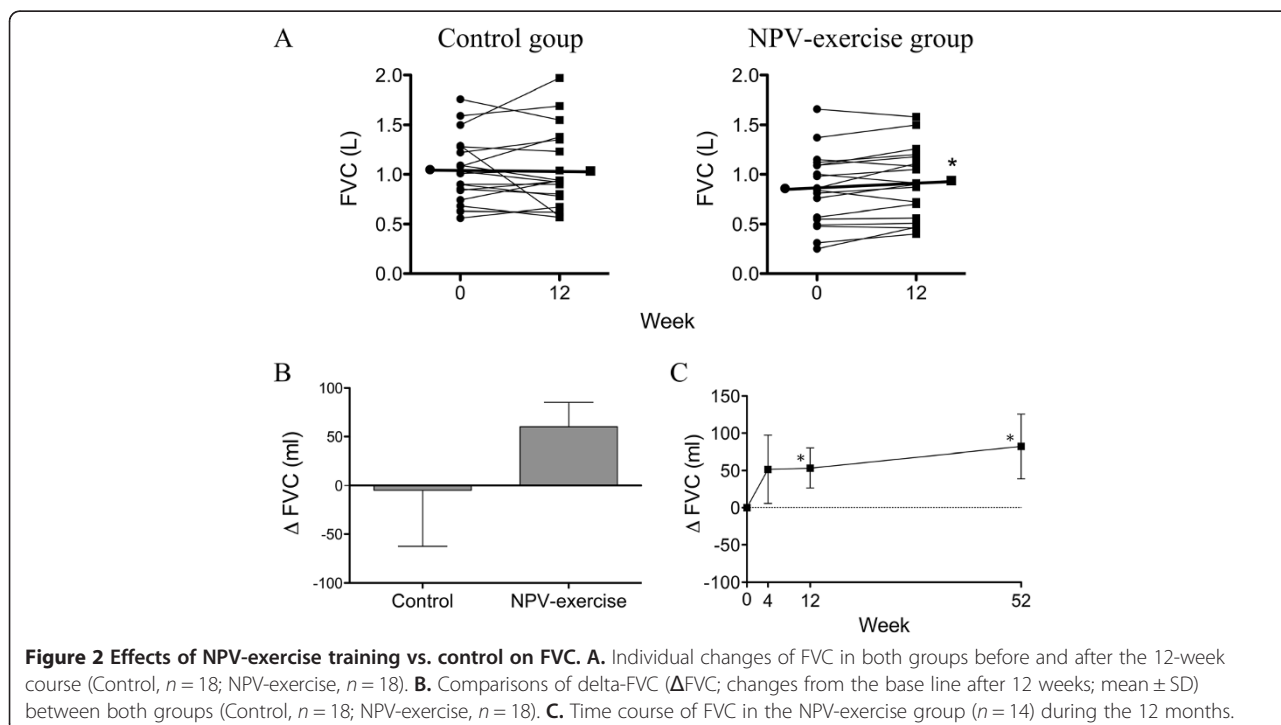 A
Control goup
NPV-exercise group
FVC (L)
2.0
1.5
1.0
0.5
0.0
0
12
FVC (L)
2.0
1.5
1.0
0.5
0.0
*
0
12
Week
B
Δ FVC (ml)
100
50
0
-50
-100
Control
NPV-exercise
C
Δ FVC (ml)
150
100
50
0
-50
-100
*
*
0
4
12
52
Week
Figure 2 Effects of NPV-exercise training vs. control on FVC. A. Individual changes of FVC in both groups before and after the 12-week
course (Control, n = 18; NPV-exercise, n = 18). B. Comparisons of delta-FVC (ΔFVC; changes from the base line after 12 weeks; mean ± SD)
between both groups (Control, n = 18; NPV-exercise, n = 18). C. Time course of FVC in the NPV-exercise group (n = 14) during the 12 months.